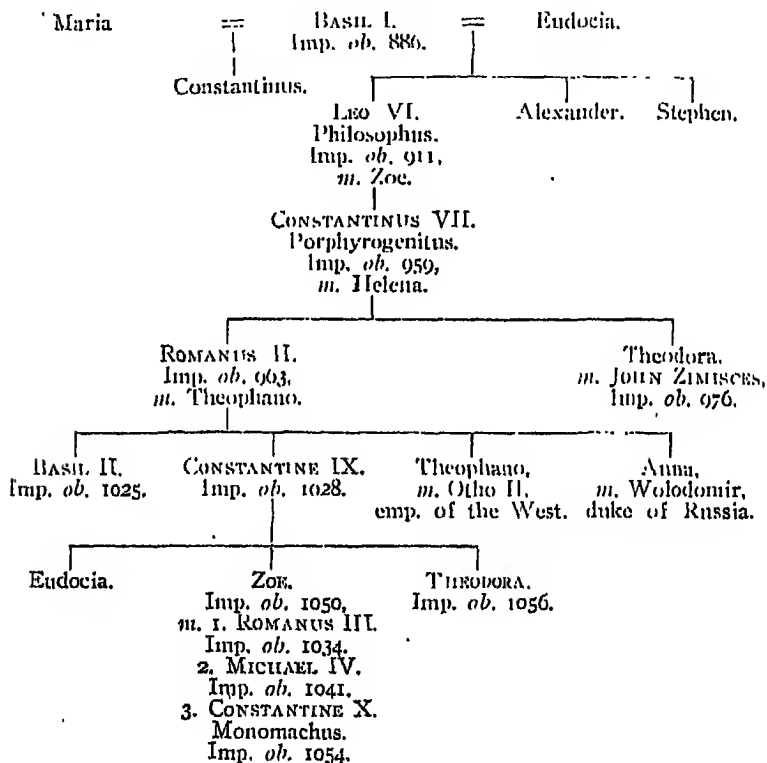 Maria = BASIL I. = Eudocia.
Imp. ob. 886.
Constantinus.
LEO VI. Alexander. Stephen.
Philosophus.
Imp. ob. 911,
m. Zoe.
CONSTANTINUS VII.
Porphyrogenitus.
Imp. ob. 959,
m. Helena.
ROMANUS II. Theodora,
Imp. ob. 963, m. JOHN ZIMISCES,
m. Theophano. Imp. ob. 976.
BASIL II. CONSTANTINE IX. Theophano, Anna,
Imp. ob. 1025. Imp. ob. 1028. m. Otho II. m. Wolodomir,
emp. of the West. duke of Russia.
Eudocia. ZOE. THEODORA.
Imp. ob. 1050, Imp. ob. 1056.
m. 1. ROMANUS III.
Imp. ob. 1034.
2. MICHAEL IV.
Imp. ob. 1041.
3. CONSTANTINE X.
Monomachus.
Imp. ob. 1054.